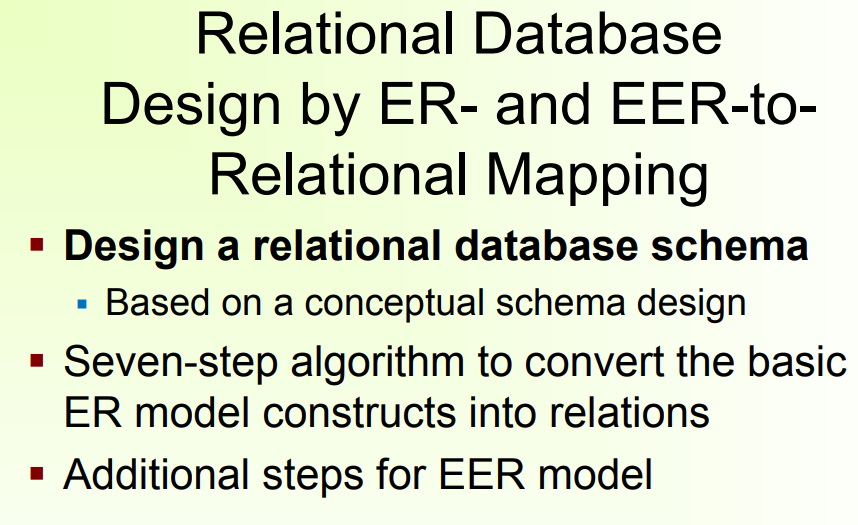 Relational Database
Design by ER- and EER-to-
Relational Mapping
▪ Design a relational database schema
▪ Based on a conceptual schema design
▪ Seven-step algorithm to convert the basic
ER model constructs into relations
▪ Additional steps for EER model